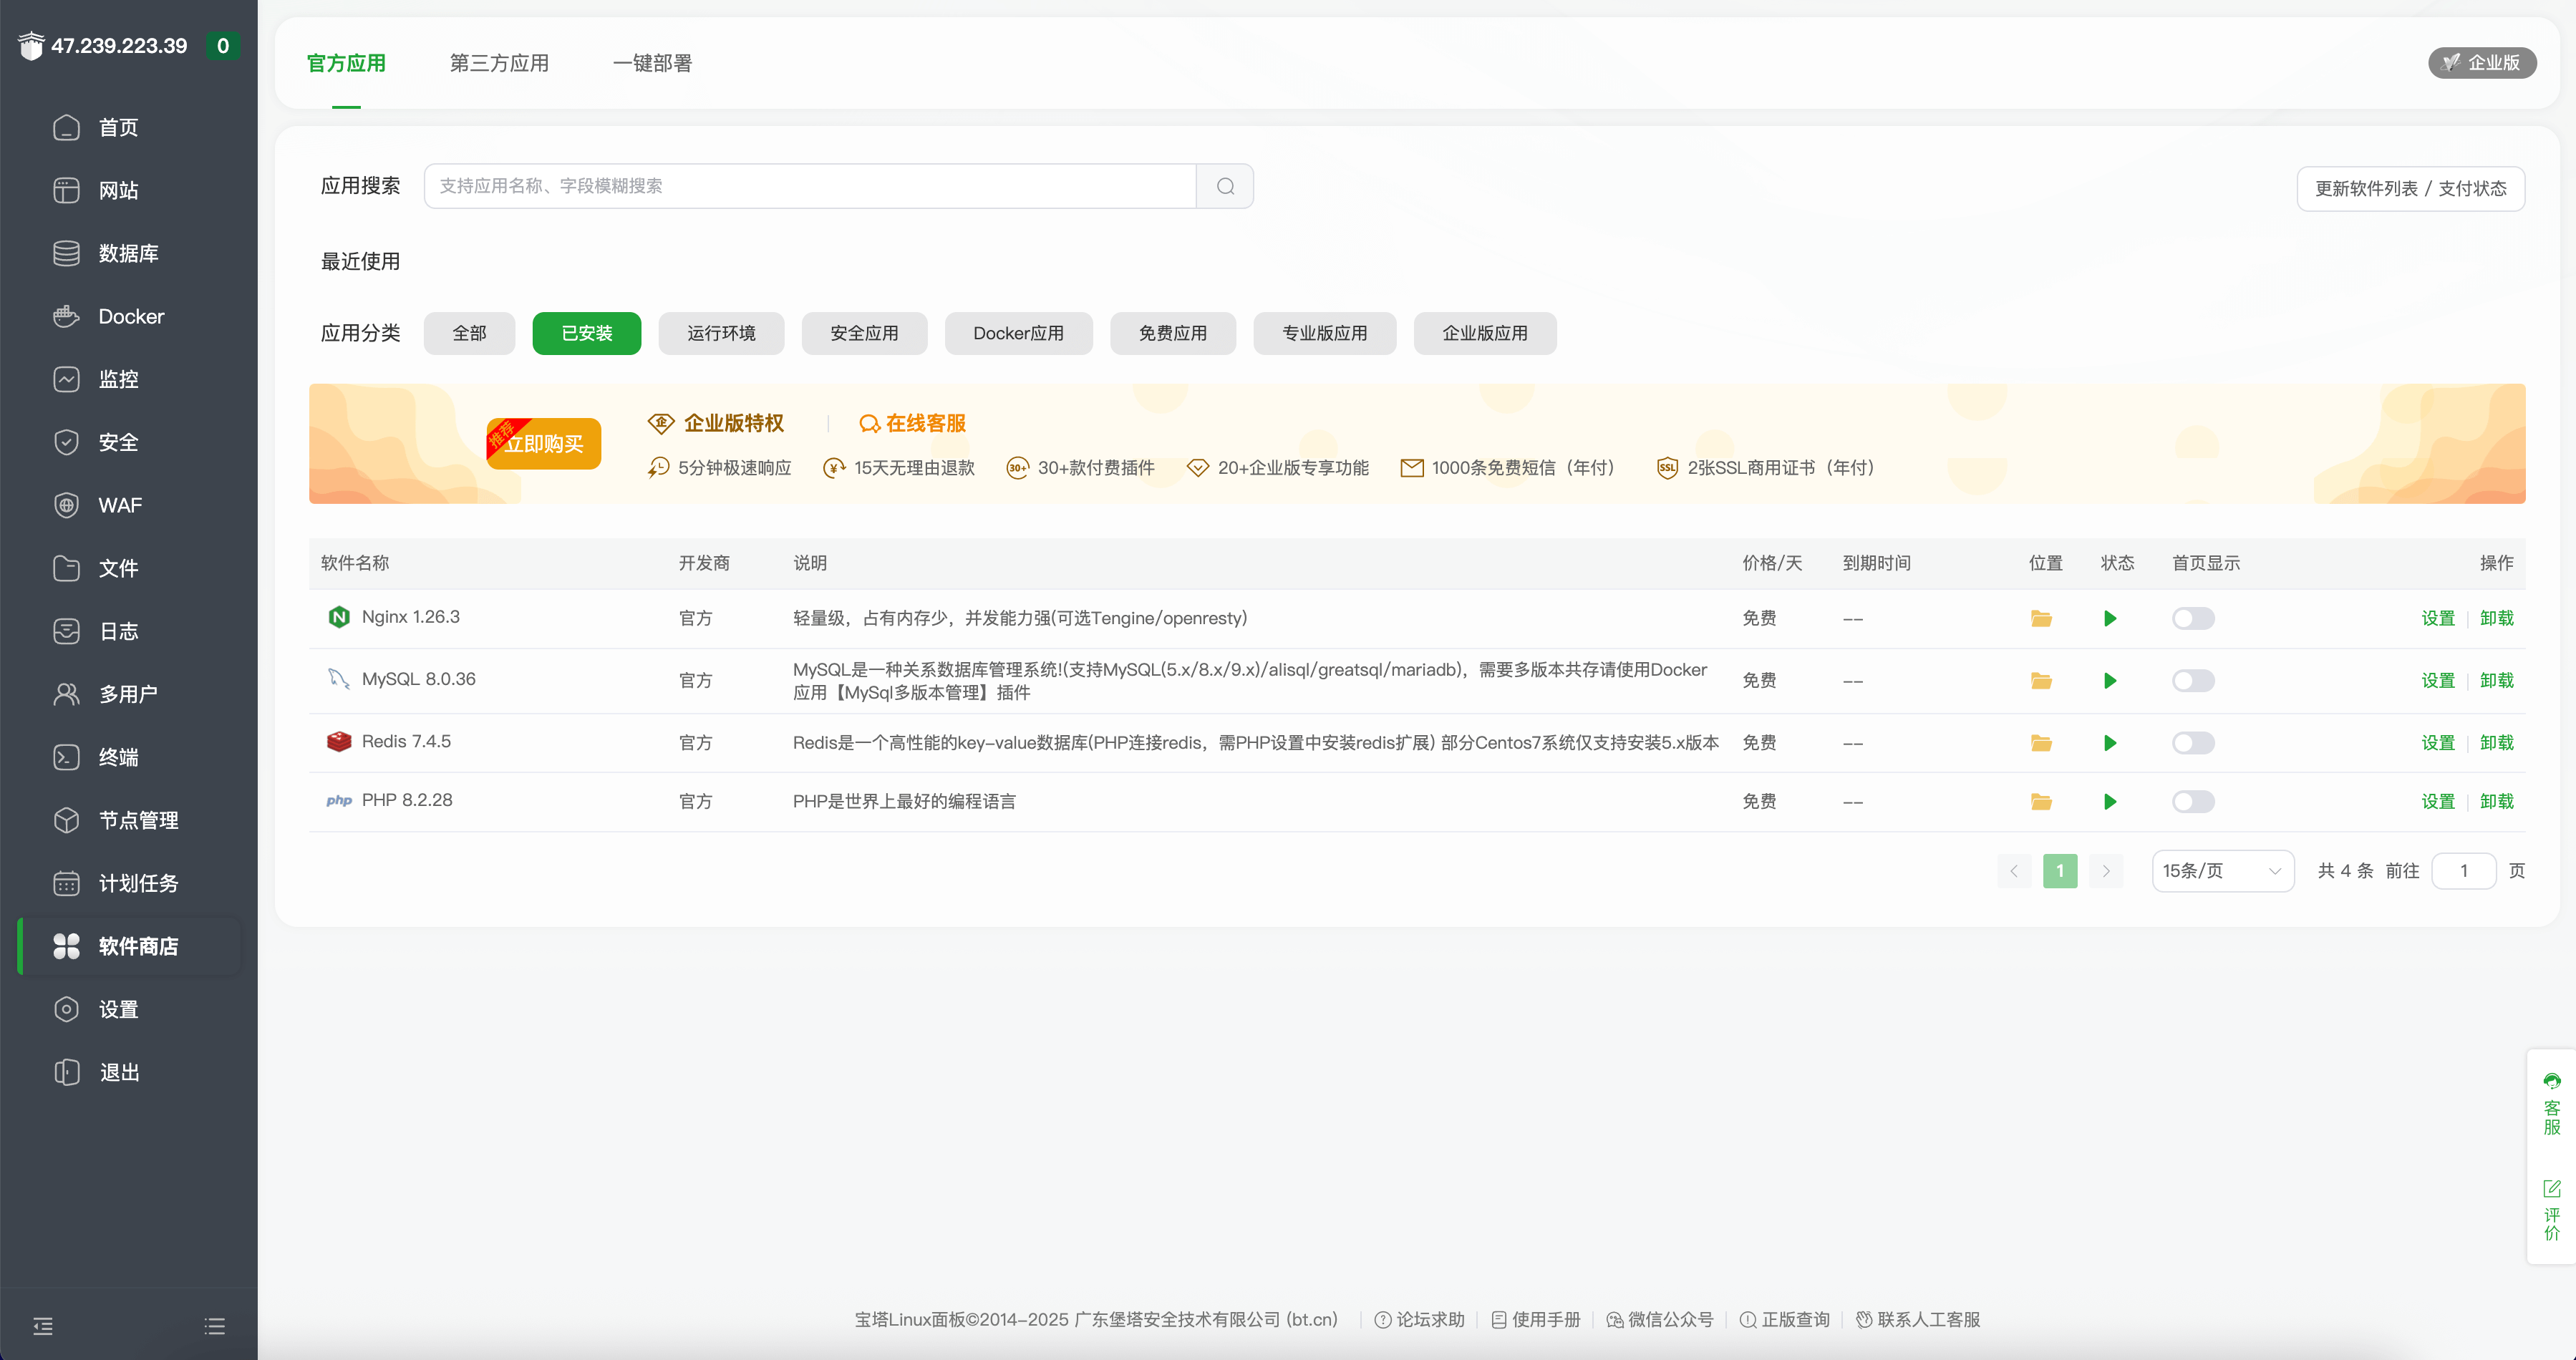 47.239.223.39 0
首页
网站
数据库
Docker
监控
安全
WAF
文件
日志
多用户
终端
节点管理
计划任务
软件商店
设置
退出
官方应用 第三方应用 一键部署
企业版
应用搜索 支持应用名称、字段模糊搜索
更新软件列表 / 支付状态
最近使用
应用分类 全部 已安装 运行环境 安全应用 Docker应用 免费应用 专业版应用 企业版应用
推荐
立即购买
企业版特权 在线客服
5分钟极速响应 15天无理由退款 30+ 30+款付费插件 20+企业版专享功能 1000条免费短信（年付） SSL 2张SSL商用证书（年付）
软件名称 开发商 说明 价格/天 到期时间 位置 状态 首页显示 操作
Nginx 1.26.3 官方 轻量级，占有内存少，并发能力强(可选Tengine/openresty) 免费 -- 设置 卸载
MySQL 8.0.36 官方 MySQL是一种关系数据库管理系统!(支持MySQL(5.x/8.x/9.x)/alisql/greatsql/mariadb)，需要多版本共存请使用Docker
应用【MySql多版本管理】插件 免费 -- 设置 卸载
Redis 7.4.5 官方 Redis是一个高性能的key-value数据库(PHP连接redis，需PHP设置中安装redis扩展) 部分Centos7系统仅支持安装5.x版本 免费 -- 设置 卸载
php PHP 8.2.28 官方 PHP是世界上最好的编程语言 免费 -- 设置 卸载
1 15条/页 共 4 条 前往 1 页
客服
评价
宝塔Linux面板©2014-2025 广东堡塔安全技术有限公司 (bt.cn) 论坛求助 使用手册 微信公众号 正版查询 联系人工客服